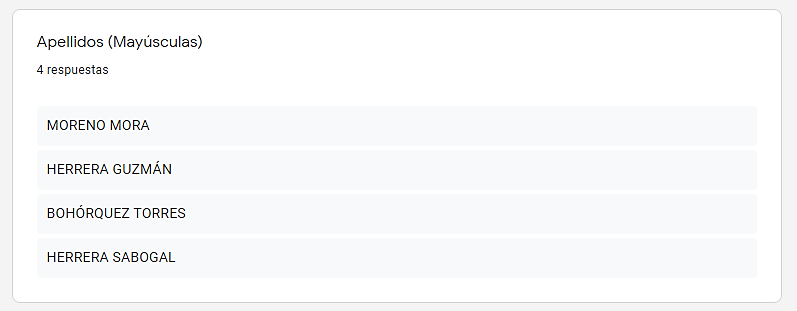 Apellidos (Mayúsculas)
4 respuestas
MORENO MORA
HERRERA GUZMÁN
BOHÓRQUEZ TORRES
HERRERA SABOGAL